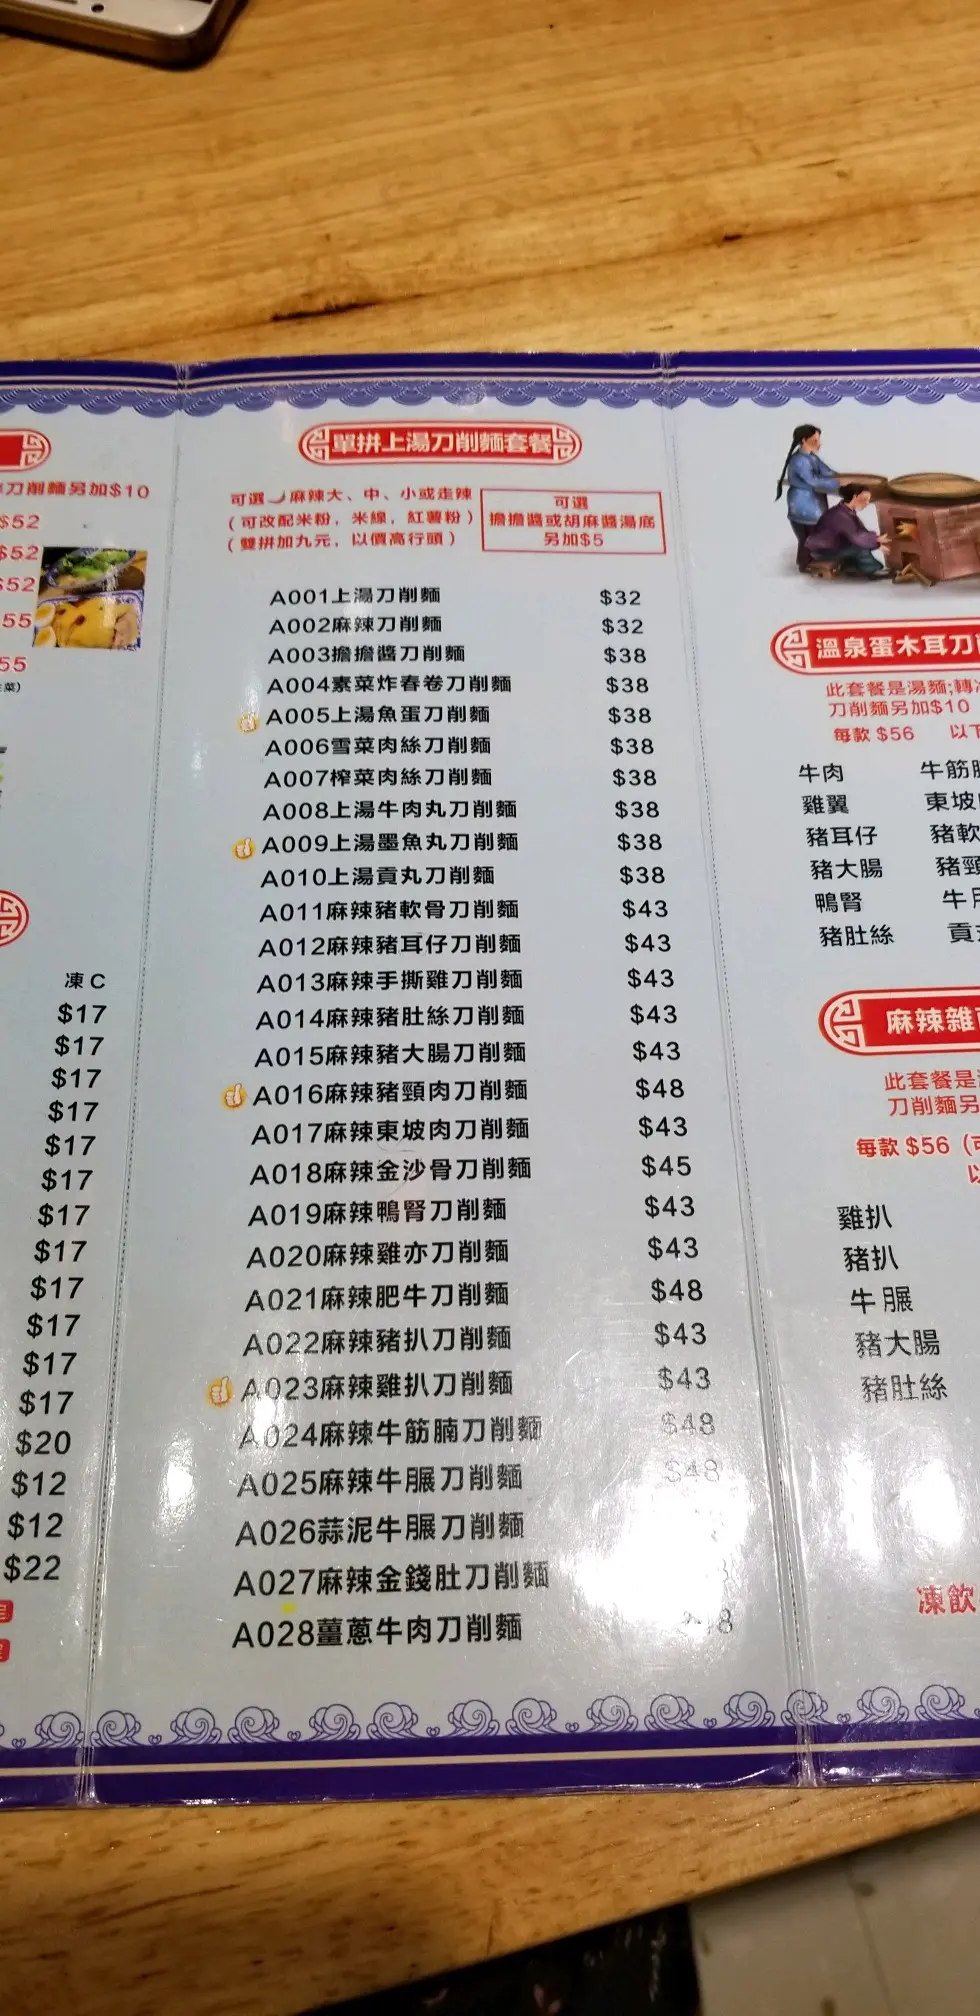 刀削麵另加$10
$52
$52
$52
55
55
菜)
凍 C
$17
$17
$17
$17
$17
$17
$17
$17
$17
$17
$17
$17
$20
$12
$12
$22
單拼上湯刀削麵套餐
可選 麻辣大、中、小或走辣
(可改配米粉，米線，紅薯粉)
(雙拼加九元，以價高行頭)
可選
擔擔醬或胡麻醬湯底
另加$5
A001上湯刀削麵 $32
A002麻辣刀削麵 $32
A003擔擔醬刀削麵 $38
A004素菜炸春卷刀削麵 $38
A005上湯魚蛋刀削麵 $38
A006雪菜肉絲刀削麵 $38
A007榨菜肉絲刀削麵 $38
A008上湯牛肉丸刀削麵 $38
A009上湯墨魚丸刀削麵 $38
A010上湯貢丸刀削麵 $38
A011麻辣豬軟骨刀削麵 $43
A012麻辣豬耳仔刀削麵 $43
A013麻辣手撕雞刀削麵 $43
A014麻辣豬肚絲刀削麵 $43
A015麻辣豬大腸刀削麵 $43
A016麻辣豬頸肉刀削麵 $48
A017麻辣東坡肉刀削麵 $43
A018麻辣金沙骨刀削麵 $45
A019麻辣鴨腎刀削麵 $43
A020麻辣雞亦刀削麵 $43
A021麻辣肥牛刀削麵 $48
A022麻辣豬扒刀削麵 $43
A023麻辣雞扒刀削麵 $43
A024麻辣牛筋腩刀削麵 $48
A025麻辣牛𦟌刀削麵 $48
A026蒜泥牛𦟌刀削麵
A027麻辣金錢肚刀削麵
A028薑蔥牛肉刀削麵 8
溫泉蛋木耳刀
此套餐是湯麵;轉
刀削麵另加$10
每款 $56 以下
牛肉 牛筋
雞翼 東坡
豬耳仔 豬軟
豬大腸 豬頸
鴨腎 牛
豬肚絲 貢
麻辣雜
此套餐是
刀削麵另
每款 $56 (可
以
雞扒
豬扒
牛𦟌
豬大腸
豬肚絲
凍飲